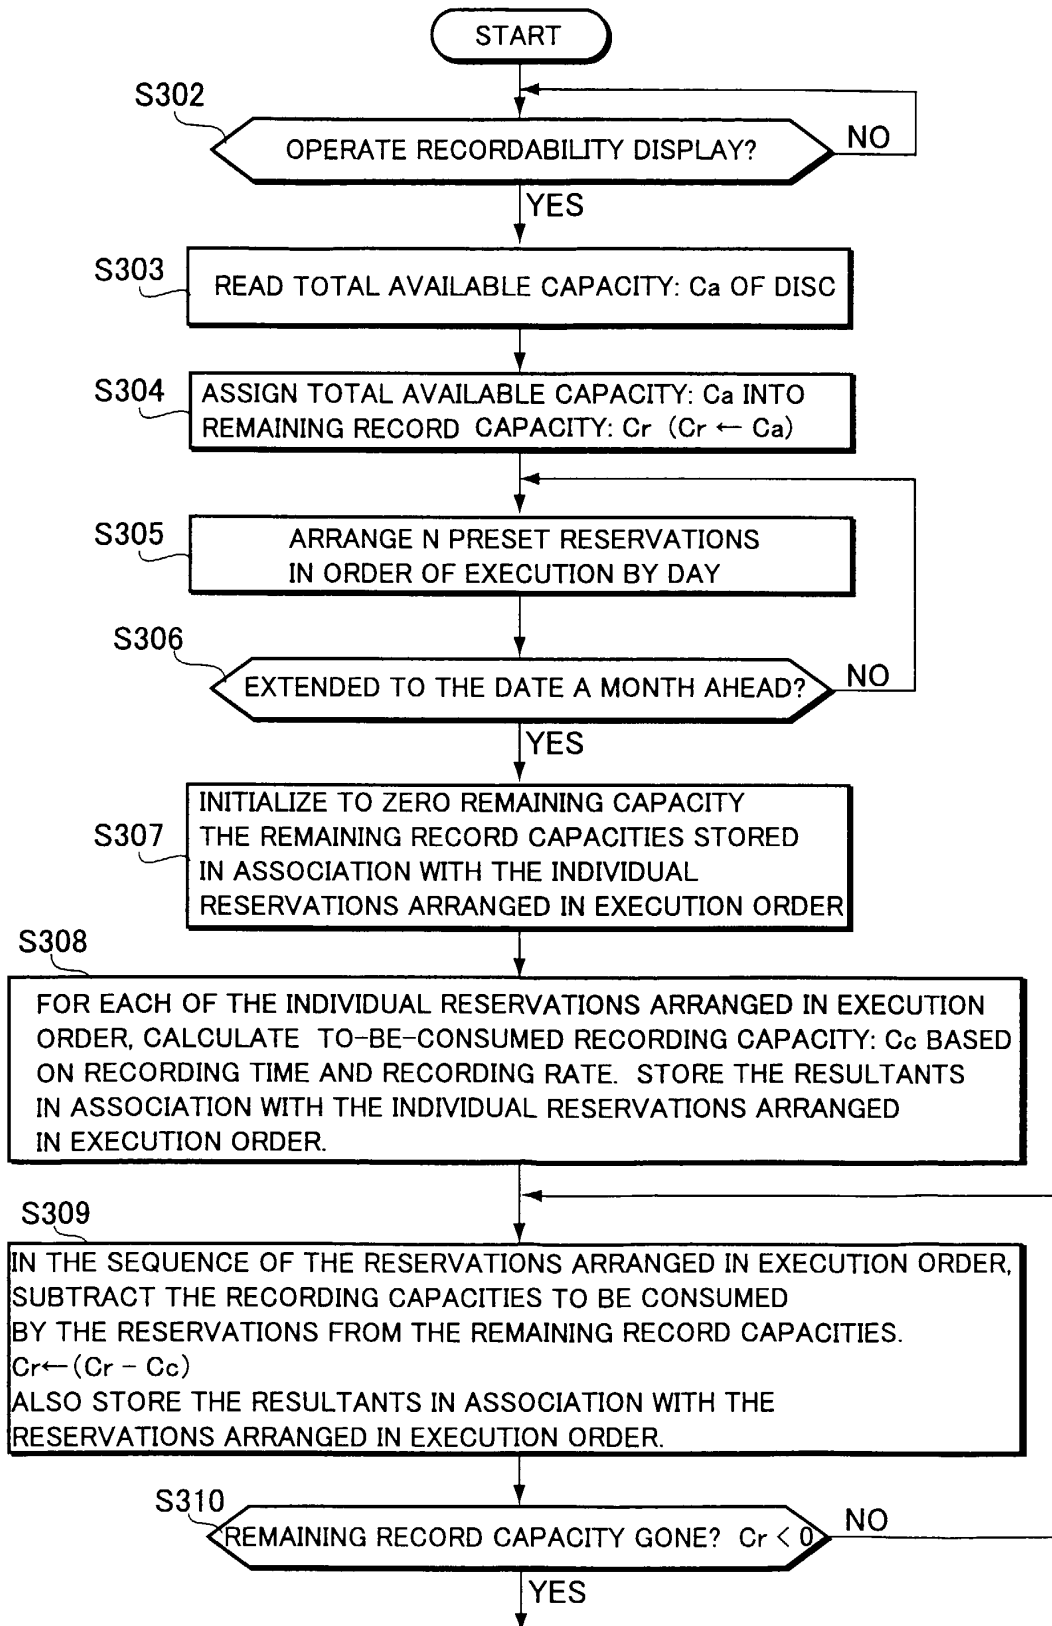 START
S302
OPERATE RECORDABILITY DISPLAY?
NO
YES
S303
READ TOTAL AVAILABLE CAPACITY: Ca OF DISC
S304
ASSIGN TOTAL AVAILABLE CAPACITY: Ca INTO
REMAINING RECORD CAPACITY: Cr (Cr ← Ca)
S305
ARRANGE N PRESET RESERVATIONS
IN ORDER OF EXECUTION BY DAY
S306
EXTENDED TO THE DATE A MONTH AHEAD?
NO
YES
S307
INITIALIZE TO ZERO REMAINING CAPACITY
THE REMAINING RECORD CAPACITIES STORED
IN ASSOCIATION WITH THE INDIVIDUAL
RESERVATIONS ARRANGED IN EXECUTION ORDER
S308
FOR EACH OF THE INDIVIDUAL RESERVATIONS ARRANGED IN EXECUTION
ORDER, CALCULATE TO-BE-CONSUMED RECORDING CAPACITY: Cc BASED
ON RECORDING TIME AND RECORDING RATE. STORE THE RESULTANTS
IN ASSOCIATION WITH THE INDIVIDUAL RESERVATIONS ARRANGED
IN EXECUTION ORDER.
S309
IN THE SEQUENCE OF THE RESERVATIONS ARRANGED IN EXECUTION ORDER,
SUBTRACT THE RECORDING CAPACITIES TO BE CONSUMED
BY THE RESERVATIONS FROM THE REMAINING RECORD CAPACITIES.
Cr←(Cr − Cc)
ALSO STORE THE RESULTANTS IN ASSOCIATION WITH THE
RESERVATIONS ARRANGED IN EXECUTION ORDER.
S310
REMAINING RECORD CAPACITY GONE? Cr < 0
NO
YES